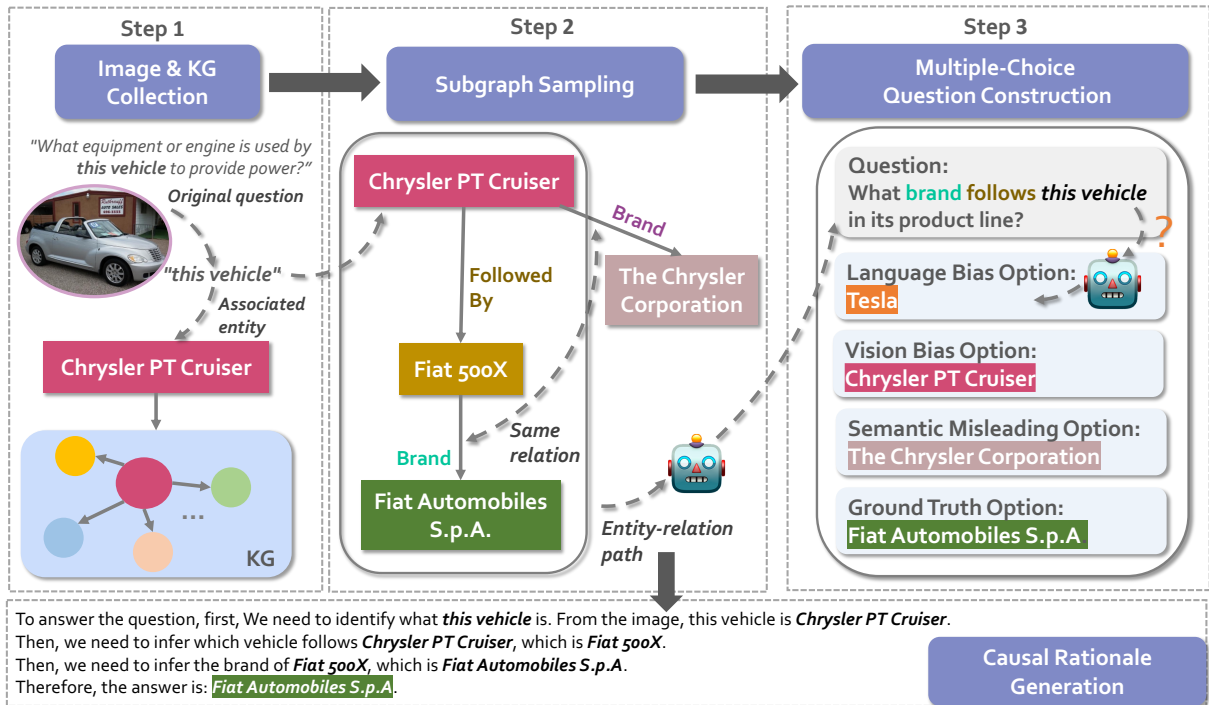 Step 1
Image & KG
Collection
"What equipment or engine is used by
this vehicle to provide power?”
Original question
"this vehicle"
Associated
entity
Chrysler PT Cruiser
...
KG
Step 2
Subgraph Sampling
Chrysler PT Cruiser
Brand
The Chrysler
Corporation
Followed
By
Fiat 500X
Same
relation
Brand
Fiat Automobiles
S.p.A.
Entity-relation
path
Step 3
Multiple-Choice
Question Construction
Question:
What brand follows this vehicle
in its product line?
?
Language Bias Option:
Tesla
Vision Bias Option:
Chrysler PT Cruiser
Semantic Misleading Option:
The Chrysler Corporation
Ground Truth Option:
Fiat Automobiles S.p.A.
To answer the question, first, We need to identify what this vehicle is. From the image, this vehicle is Chrysler PT Cruiser.
Then, we need to infer which vehicle follows Chrysler PT Cruiser, which is Fiat 500X.
Then, we need to infer the brand of Fiat 500X, which is Fiat Automobiles S.p.A.
Therefore, the answer is: Fiat Automobiles S.p.A.
Causal Rationale
Generation